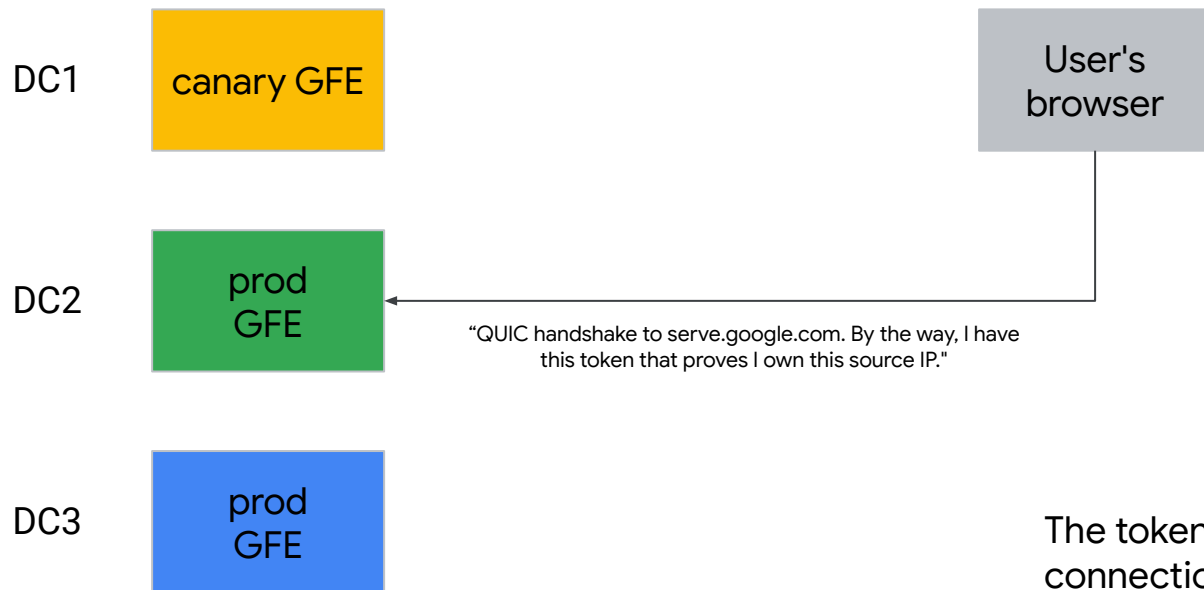 DC1
canary GFE
User's
browser
DC2
prod
GFE
“QUIC handshake to serve.google.com. By the way, I have
this token that proves I own this source IP."
DC3
prod
GFE
The token
connectio